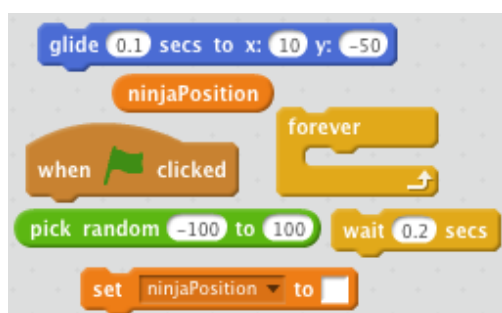 glide 0.1 secs to x: 10 y: -50
ninjaPosition
forever
when clicked
pick random -100 to 100
wait 0.2 secs
set ninjaPosition to